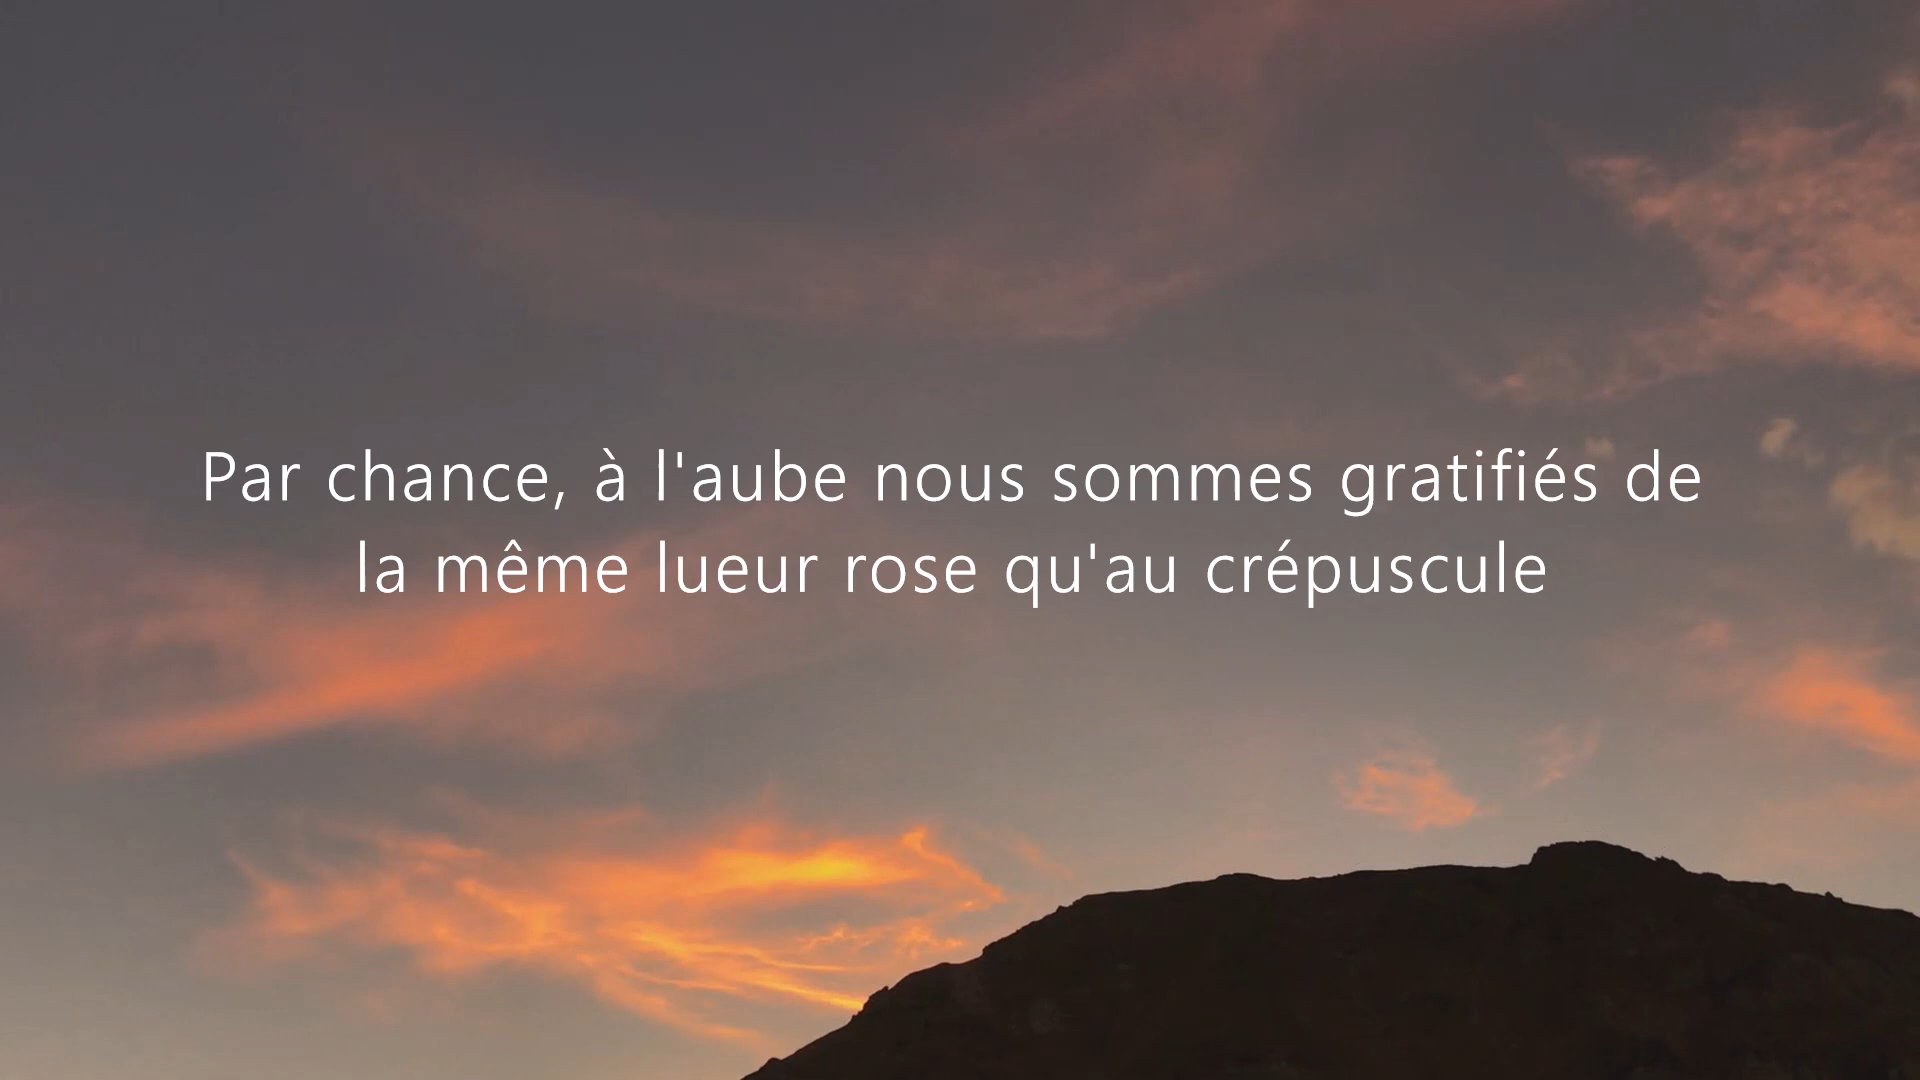 Par chance, à l'aube nous sommes gratifiés de
la même lueur rose qu'au crépuscule